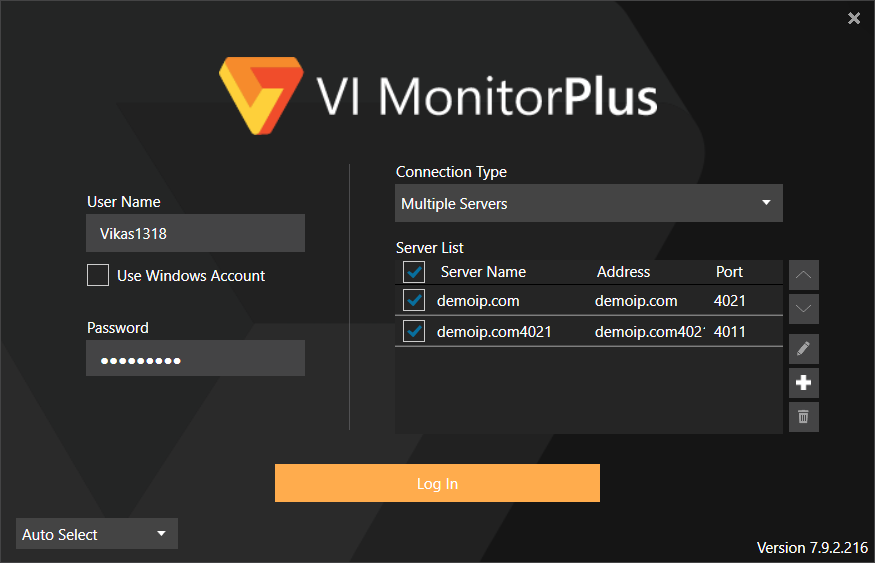 VI MonitorPlus
User Name
Vikas1318
Use Windows Account
Password
Connection Type
Multiple Servers
Server List
Server Name Address Port
demoip.com demoip.com 4021
demoip.com4021 demoip.com402 4011
Log In
Auto Select
Version 7.9.2.216